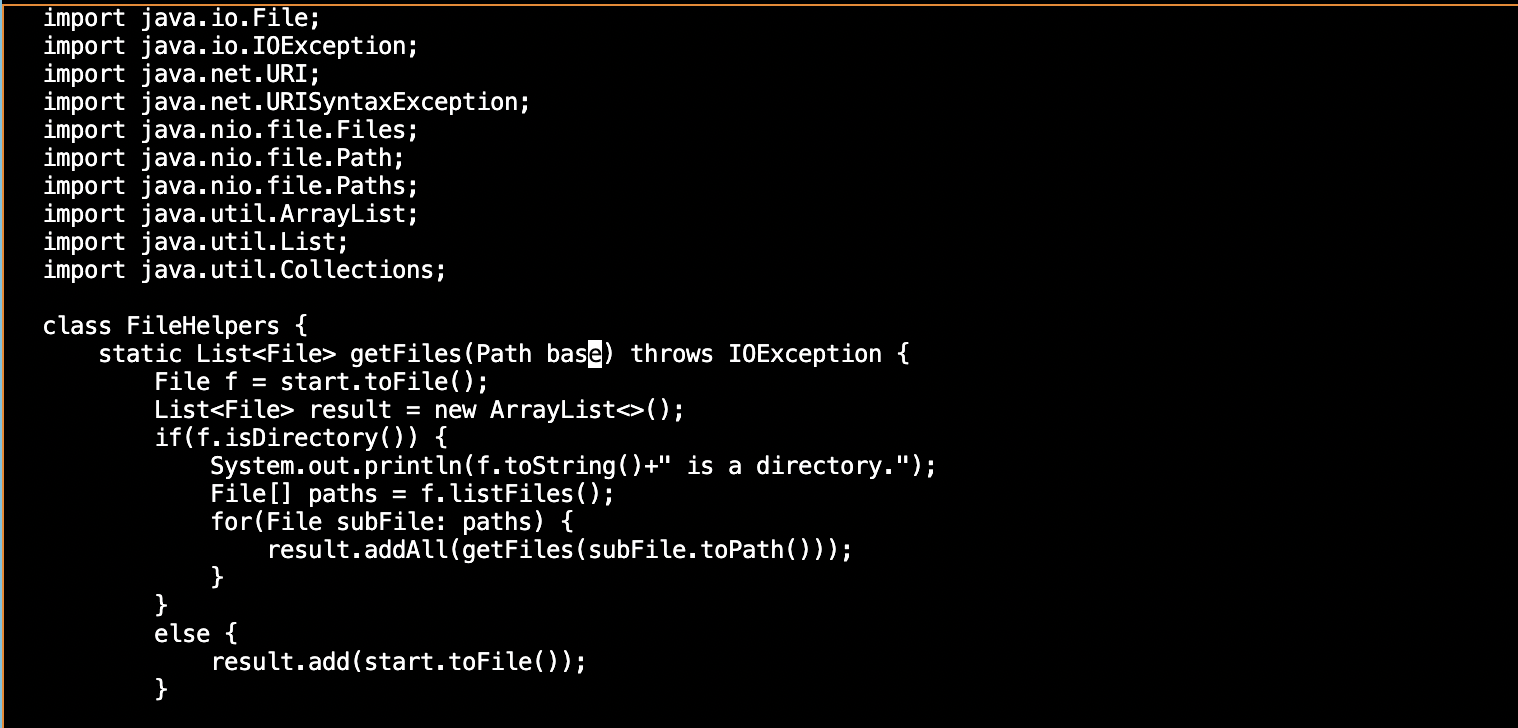 import java.io.File;
import java.io.IOException;
import java.net.URI;
import java.net.URISyntaxException;
import java.nio.file.Files;
import java.nio.file.Path;
import java.nio.file.Paths;
import java.util.ArrayList;
import java.util.List;
import java.util.Collections;

class FileHelpers {
    static List<File> getFiles(Path base) throws IOException {
        File f = start.toFile();
        List<File> result = new ArrayList<>();
        if(f.isDirectory()) {
            System.out.println(f.toString()+" is a directory.");
            File[] paths = f.listFiles();
            for(File subFile: paths) {
                result.addAll(getFiles(subFile.toPath()));
            }
        }
        else {
            result.add(start.toFile());
        }